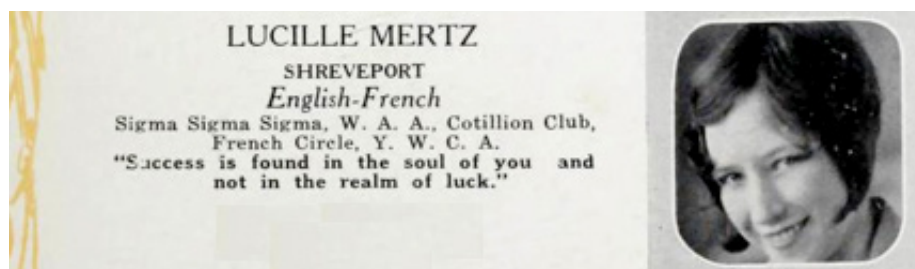 LUCILLE MERTZ
SHREVEPORT
English-French
Sigma Sigma Sigma, W. A. A., Cotillion Club,
French Circle, Y. W. C. A.
"Success is found in the soul of you and
not in the realm of luck."